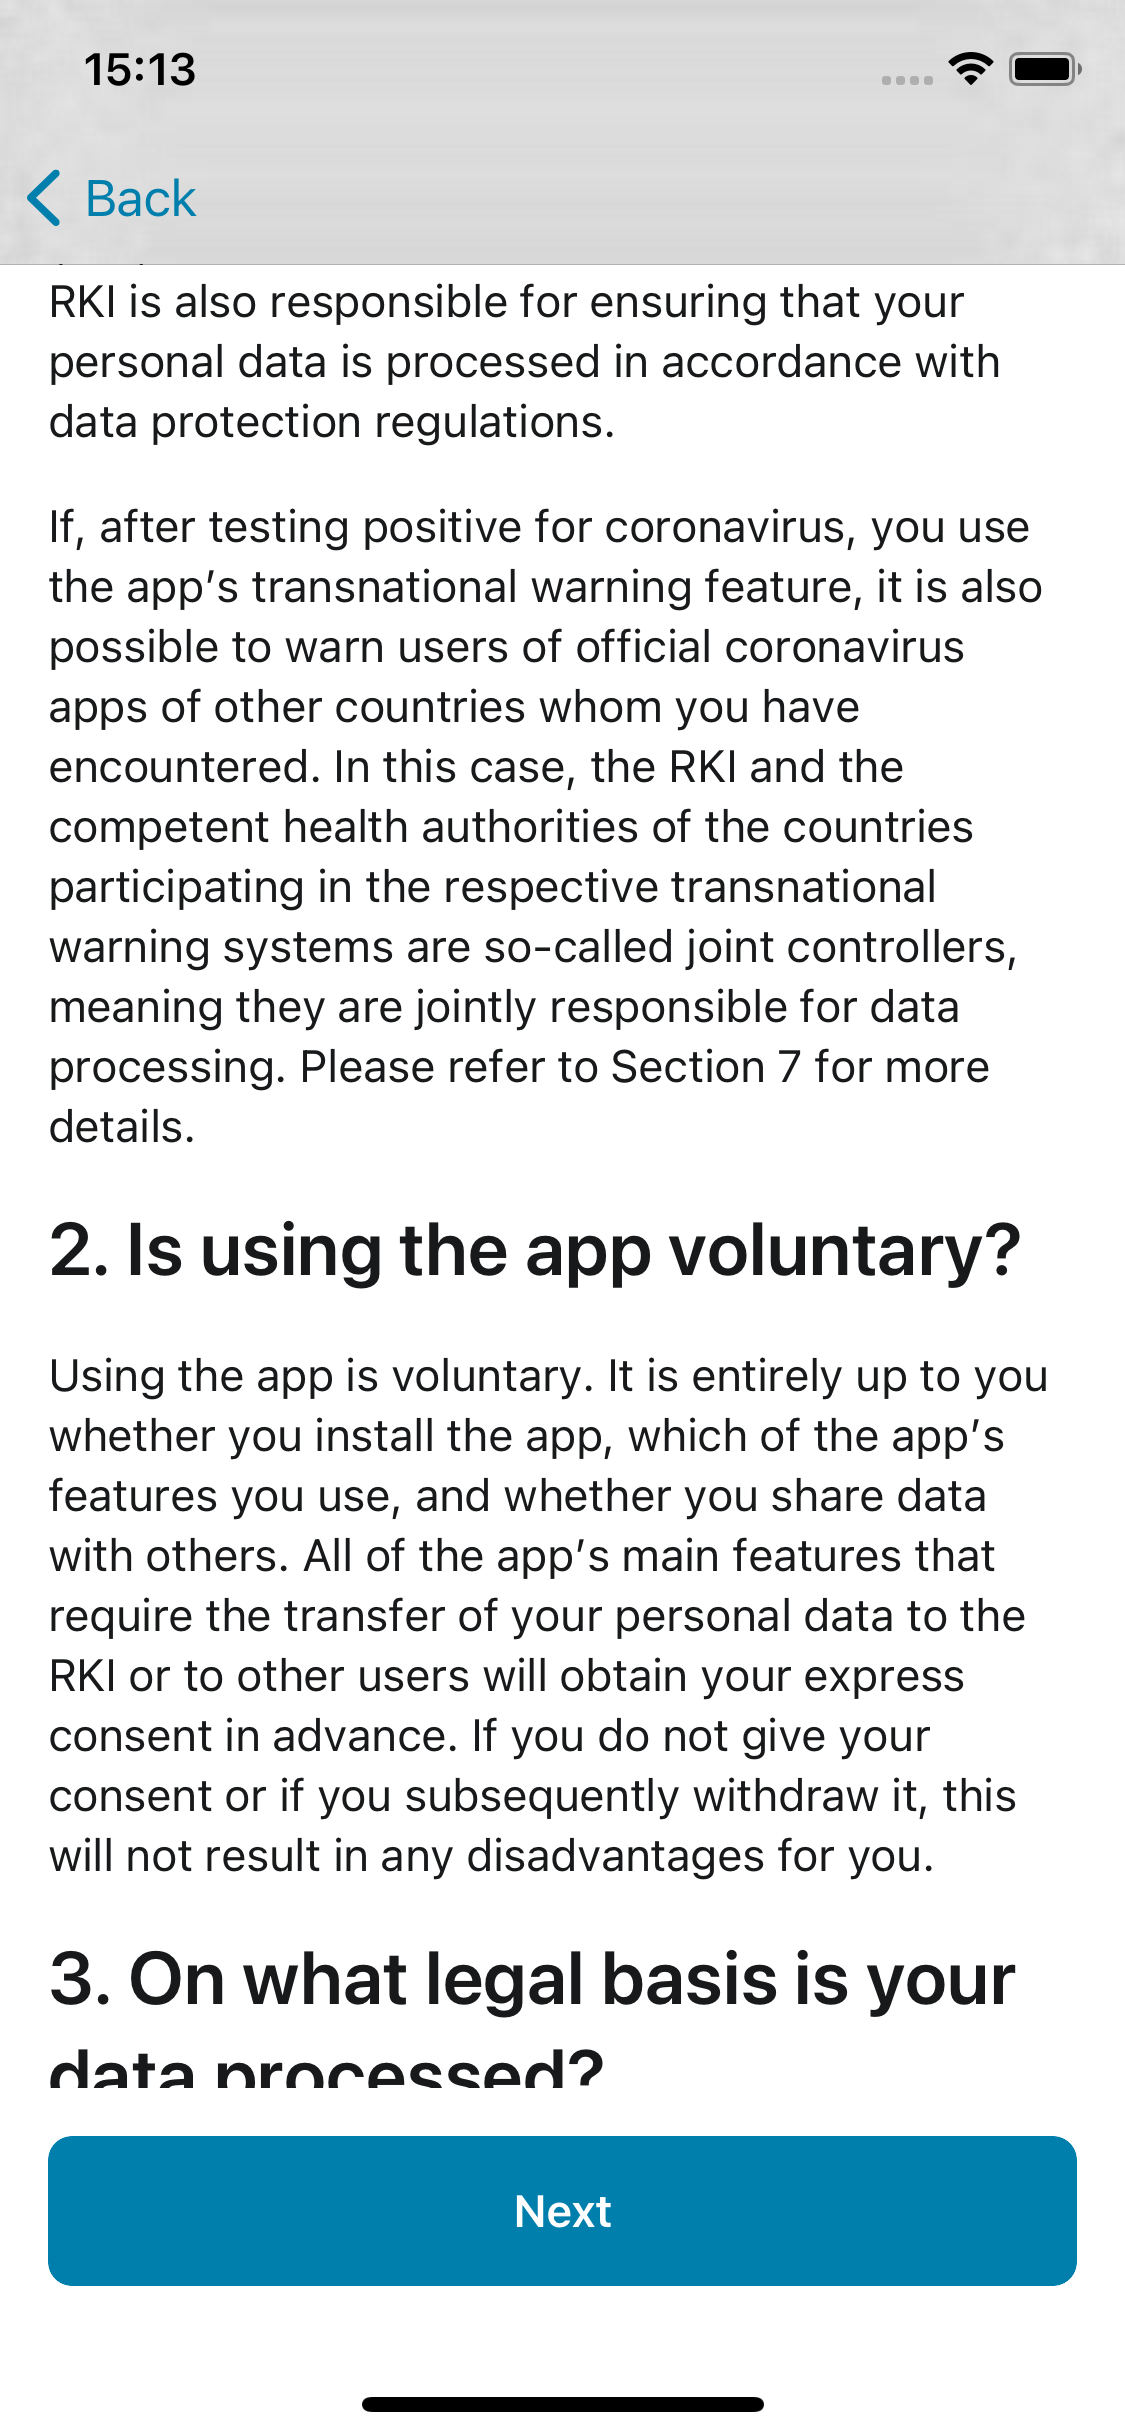 15:13
Back
RKI is also responsible for ensuring that your
personal data is processed in accordance with
data protection regulations.
If, after testing positive for coronavirus, you use
the app’s transnational warning feature, it is also
possible to warn users of official coronavirus
apps of other countries whom you have
encountered. In this case, the RKI and the
competent health authorities of the countries
participating in the respective transnational
warning systems are so-called joint controllers,
meaning they are jointly responsible for data
processing. Please refer to Section 7 for more
details.
2. Is using the app voluntary?
Using the app is voluntary. It is entirely up to you
whether you install the app, which of the app’s
features you use, and whether you share data
with others. All of the app’s main features that
require the transfer of your personal data to the
RKI or to other users will obtain your express
consent in advance. If you do not give your
consent or if you subsequently withdraw it, this
will not result in any disadvantages for you.
3. On what legal basis is your
data processed?
Next